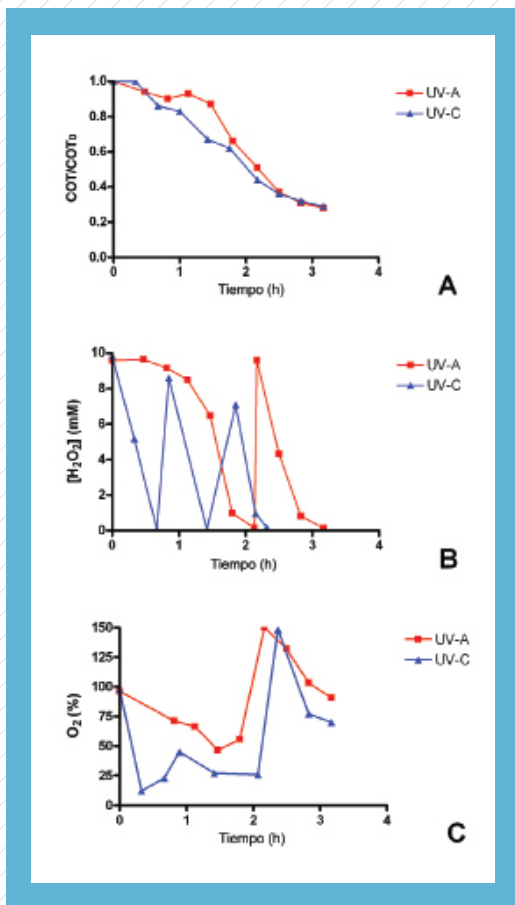 1.0
0.8
0.6
0.4
0.2
0.0
COT/COT₀
0 1 2 3 4
Tiempo (h)
UV-A
UV-C
A
10
8
6
4
2
0
[H₂O₂] (mM)
0 1 2 3 4
Tiempo (h)
UV-A
UV-C
B
150
125
100
75
50
25
0
O₂ (%)
0 1 2 3 4
Tiempo (h)
UV-A
UV-C
C